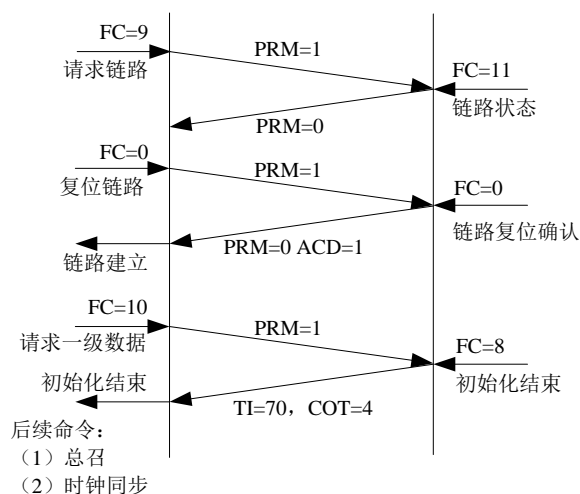 FC=9
PRM=1
请求链路
FC=11
链路状态
PRM=0
FC=0
PRM=1
复位链路
FC=0
链路复位确认
链路建立
PRM=0 ACD=1
FC=10
PRM=1
请求一级数据
FC=8
初始化结束
初始化结束
TI=70，COT=4
后续命令：
（1）总召
（2）时钟同步